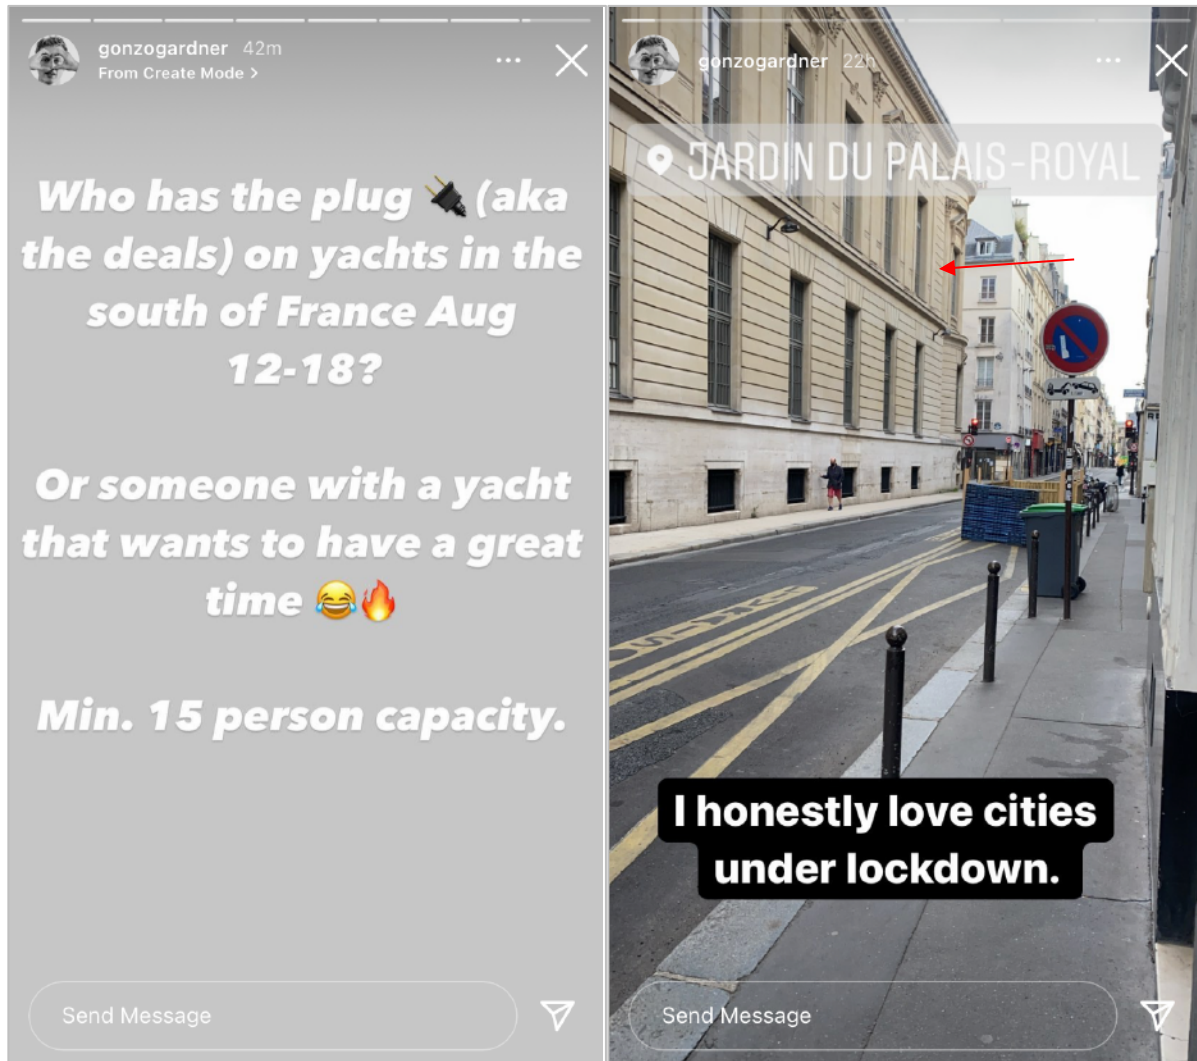 gonzogardner 42m
From Create Mode >
Who has the plug 🔌 (aka
the deals) on yachts in the
south of France Aug
12-18?
Or someone with a yacht
that wants to have a great
time 😂🔥
Min. 15 person capacity.
Send Message
gonzogardner 22h
JARDIN DU PALAIS-ROYAL
I honestly love cities
under lockdown.
Send Message